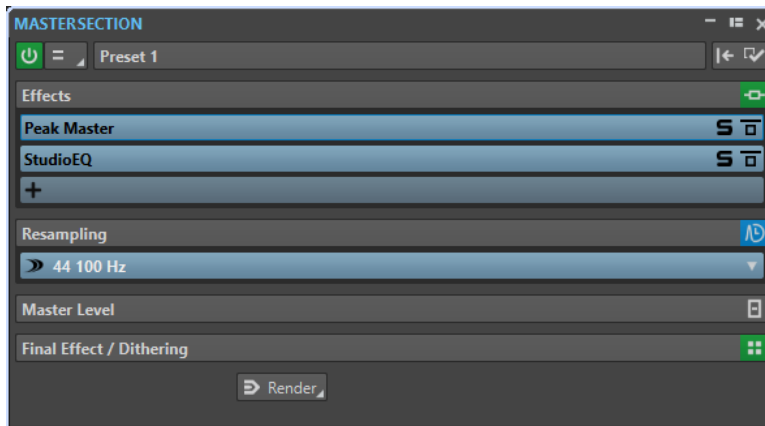 MASTERSECTION
Preset 1
Effects
Peak Master
S
StudioEQ
S
Resampling
44 100 Hz
Master Level
Final Effect / Dithering
Render